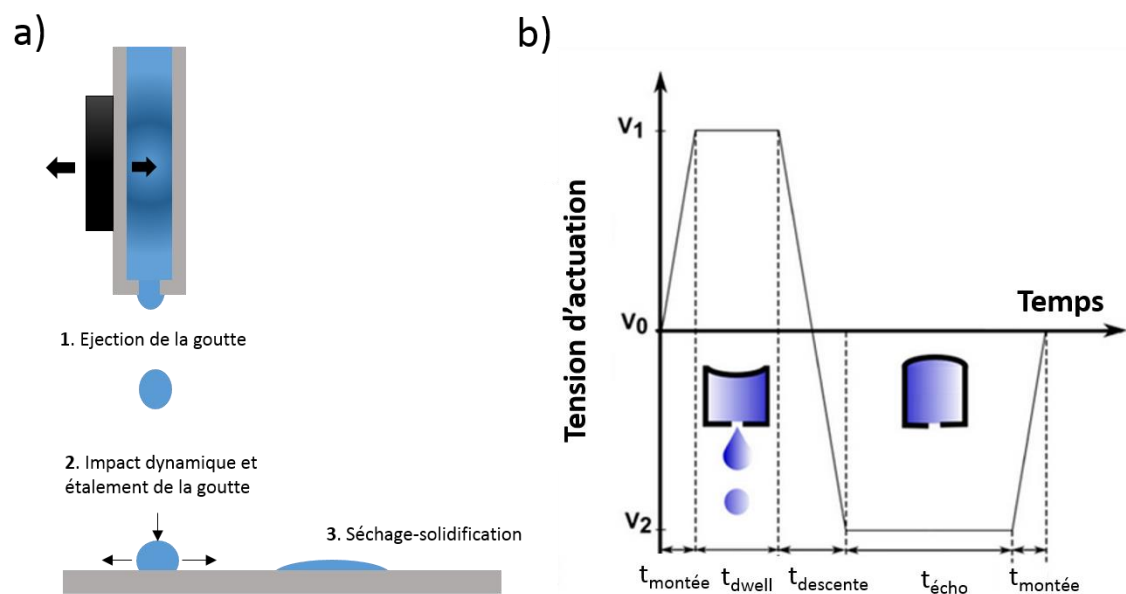 a)
1. Ejection de la goutte
2. Impact dynamique et
étalement de la goutte
3. Séchage-solidification
b)
Tension d'actuation
V1
V0
V2
Temps
tmontée
tdwell
tdescente
técho
tmontée